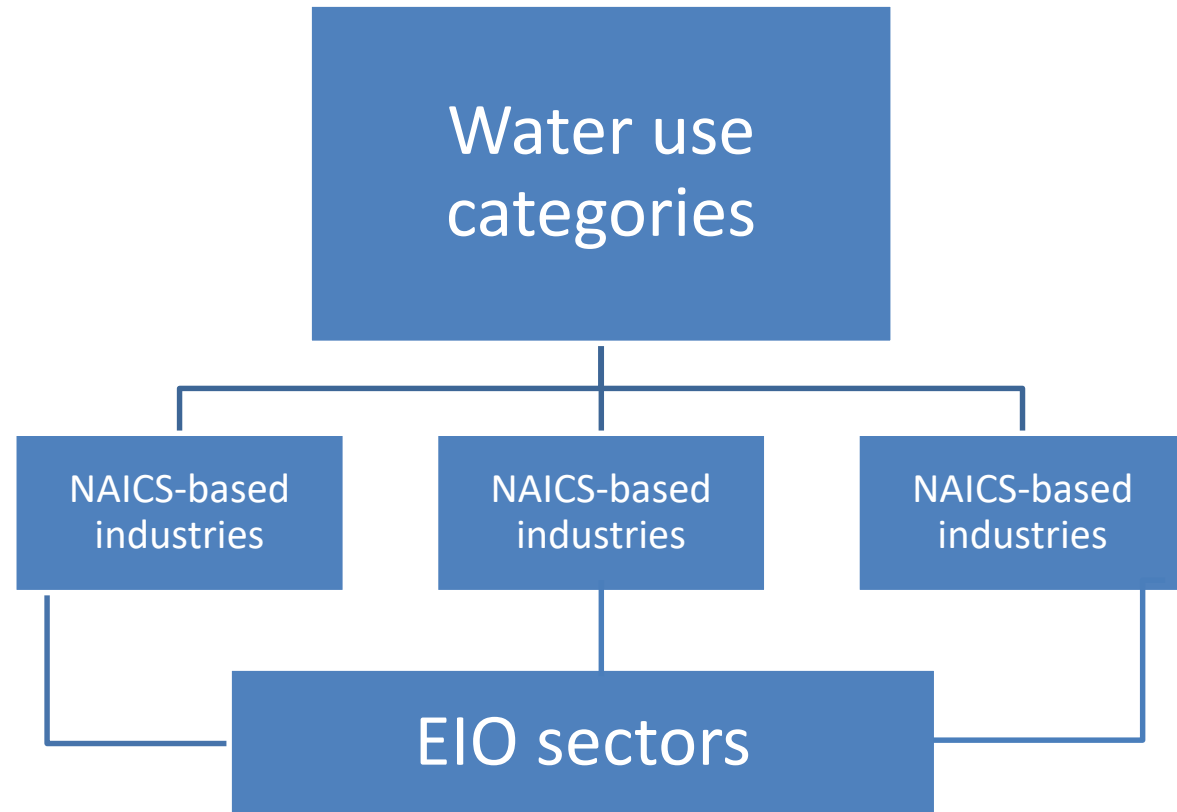 Water use
categories
NAICS-based
industries
NAICS-based
industries
NAICS-based
industries
EIO sectors